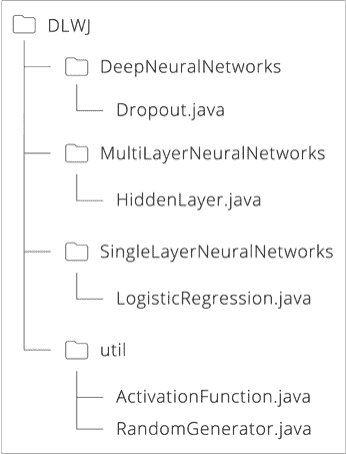 DLWJ
DeepNeuralNetworks
Dropout.java
MultiLayerNeuralNetworks
HiddenLayer.java
SingleLayerNeuralNetworks
LogisticRegression.java
util
ActivationFunction.java
RandomGenerator.java